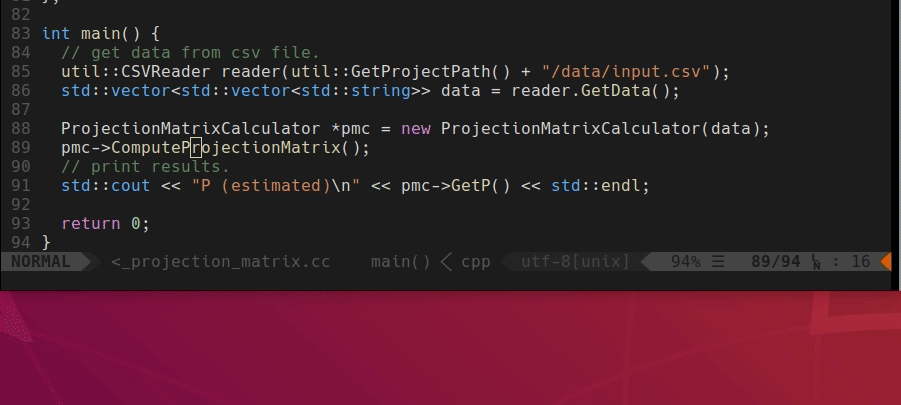 82
83 int main() {
84   // get data from csv file.
85   util::CSVReader reader(util::GetProjectPath() + "/data/input.csv");
86   std::vector<std::vector<std::string>> data = reader.GetData();
87
88   ProjectionMatrixCalculator *pmc = new ProjectionMatrixCalculator(data);
89   pmc->ComputeProjectionMatrix();
90   // print results.
91   std::cout << "P (estimated)\n" << pmc->GetP() << std::endl;
92
93   return 0;
94 }
NORMAL <_projection_matrix.cc main() cpp utf-8[unix] 94% ☰ 89/94 ㏑ : 16